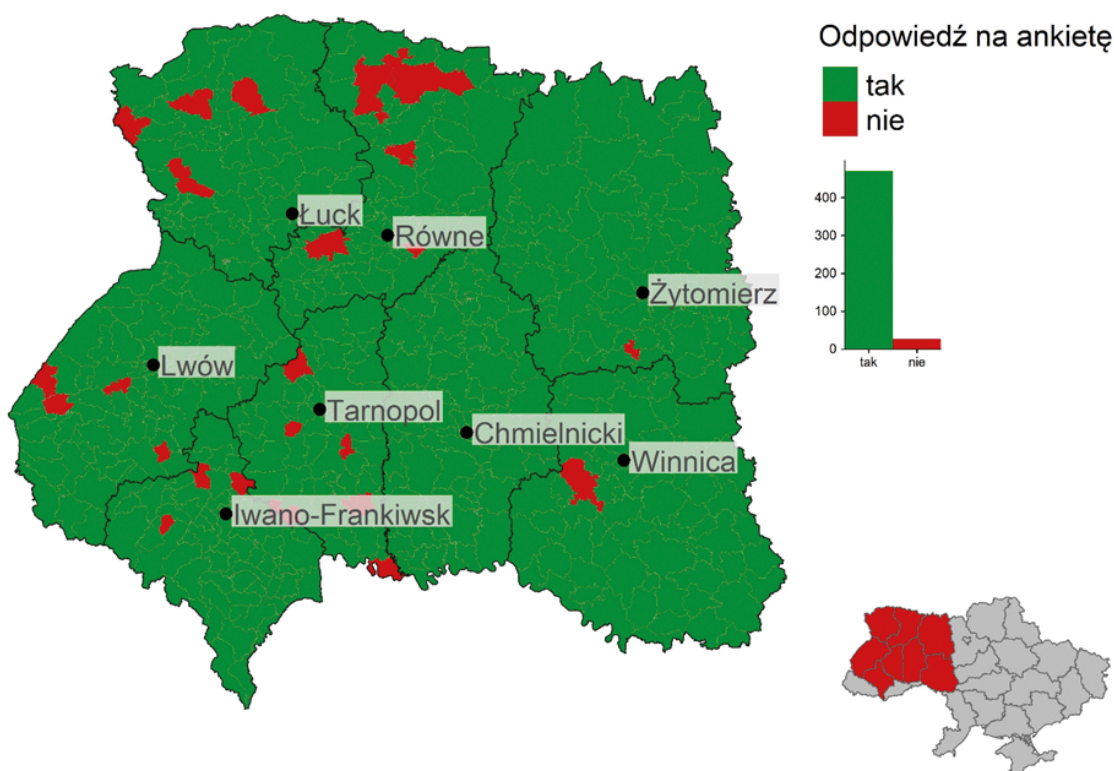 Odpowiedź na ankietę
tak
nie
Łuck
Równe
Żytomierz
Lwów
Tarnopol
Chmielnicki
Winnica
Iwano-Frankiwsk
400
300
200
100
0
tak nie